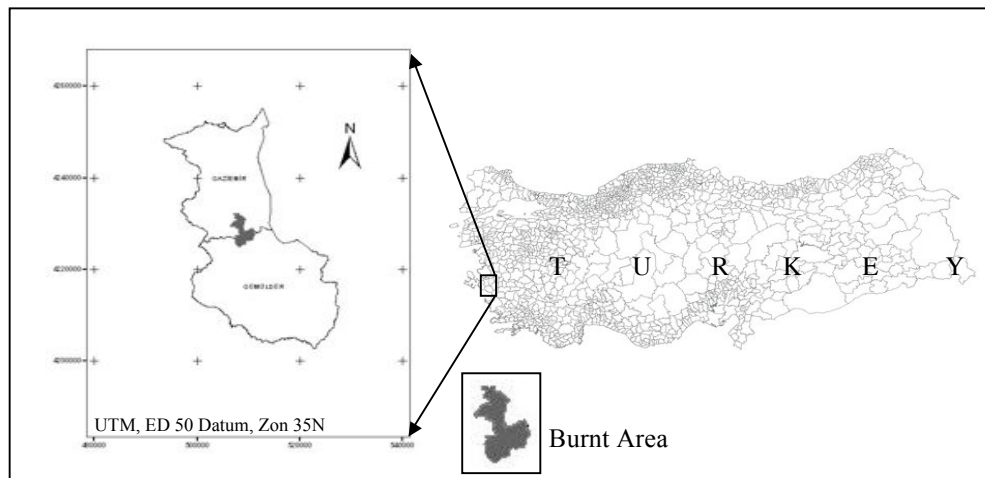 4260000
N
GAZİEMİR
4240000
4220000
GÜMÜLDÜR
4200000
UTM, ED 50 Datum, Zon 35N
480000 500000 520000 540000
T U R K E Y
Burnt Area